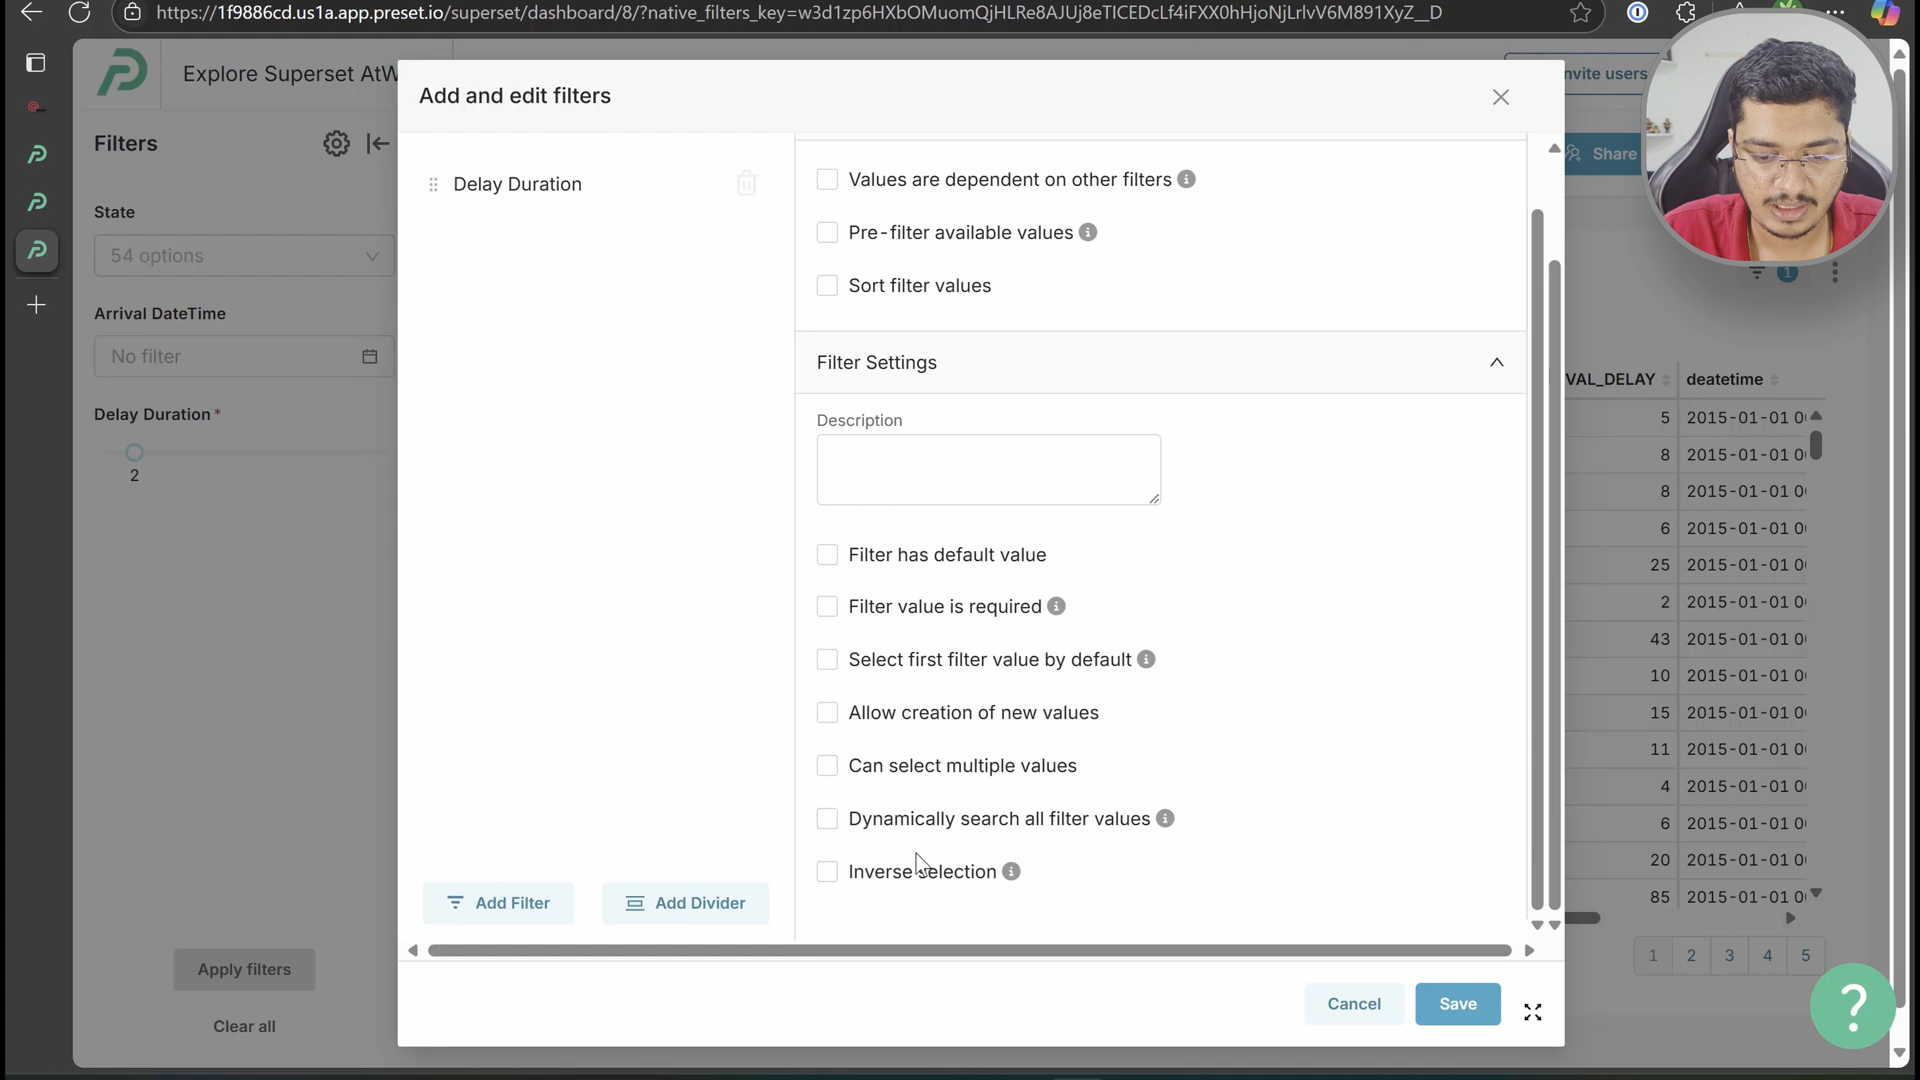 https://1f9886cd.us1a.app.preset.io/superset/dashboard/8/?native_filters_key=w3d1zp6HXbOMuomQjHLRe8AJUj8eTlCEDcLf4iFXX0hHjoNjLrlvV6M891XyZ__D
Explore Superset AtW
Invite users
Add and edit filters
Filters
Share
State
54 options
Arrival DateTime
No filter
Delay Duration *
2
Apply filters
Clear all
Delay Duration
Add Filter
Add Divider
Values are dependent on other filters
Pre-filter available values
Sort filter values
Filter Settings
Description
Filter has default value
Filter value is required
Select first filter value by default
Allow creation of new values
Can select multiple values
Dynamically search all filter values
Inverse selection
Cancel
Save
1
VAL_DELAY deatetime
5 2015-01-01 0
8 2015-01-01 0
8 2015-01-01 0
6 2015-01-01 0
25 2015-01-01 0
2 2015-01-01 0
43 2015-01-01 0
10 2015-01-01 0
15 2015-01-01 0
11 2015-01-01 0
4 2015-01-01 0
6 2015-01-01 0
20 2015-01-01 0
85 2015-01-01 0
1 2 3 4 5
?